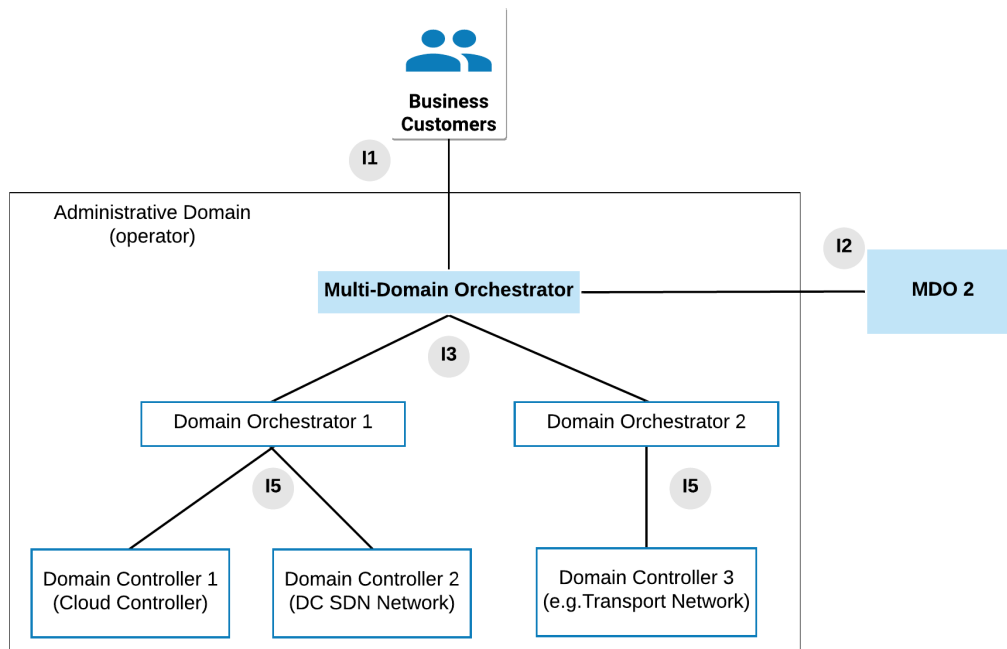 Business
Customers
I1
Administrative Domain
(operator)
I2
Multi-Domain Orchestrator
MDO 2
I3
Domain Orchestrator 1
Domain Orchestrator 2
I5
I5
Domain Controller 1
(Cloud Controller)
Domain Controller 2
(DC SDN Network)
Domain Controller 3
(e.g.Transport Network)